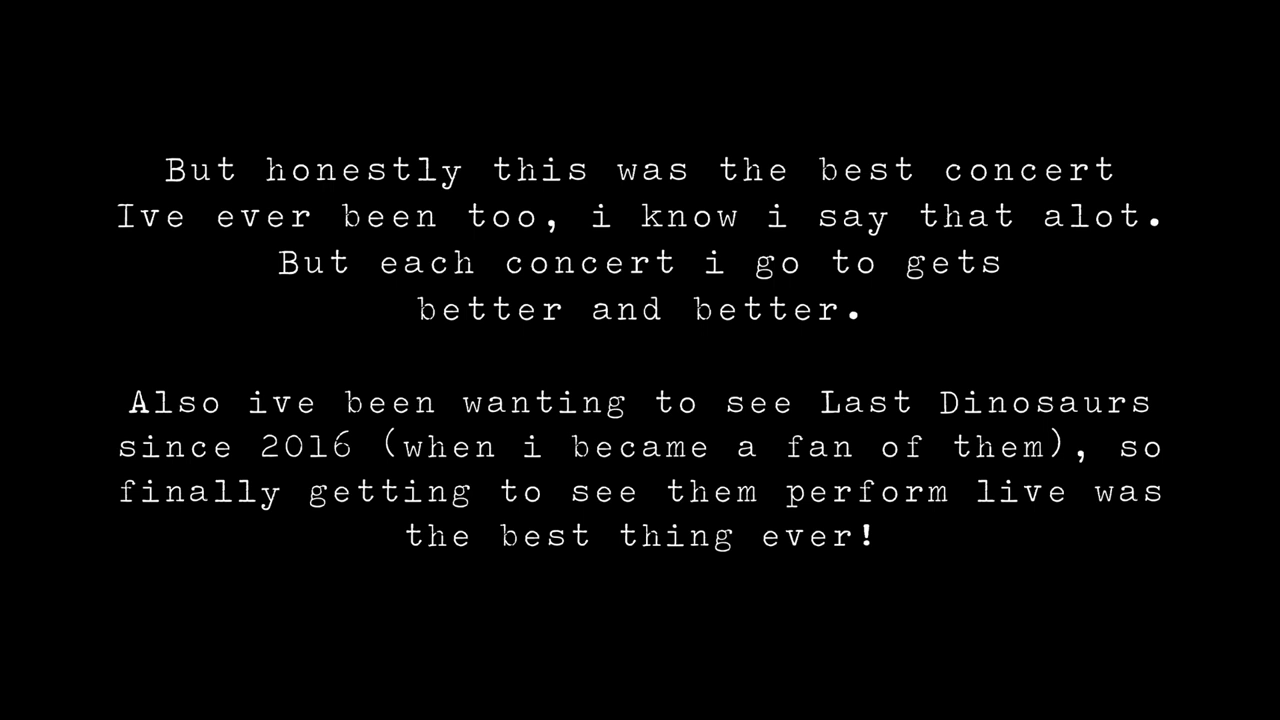 But honestly this was the best concert
Ive ever been too, i know i say that alot.
But each concert i go to gets
better and better.
Also ive been wanting to see Last Dinosaurs
since 2016 (when i became a fan of them), so
finally getting to see them perform live was
the best thing ever!